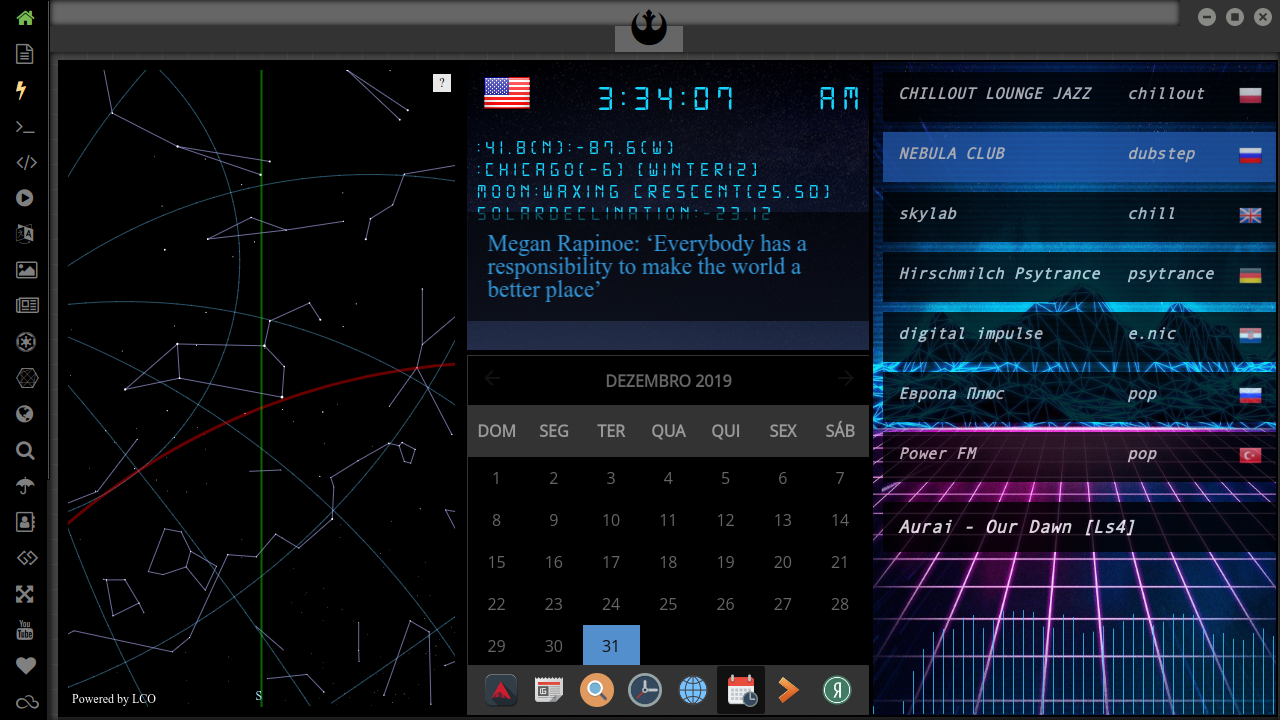 ?
3:34:07 AM
:41.8(N):-87.6(W)
:CHICAGO(-6) (WINTER12)
MOON:WAXING CRESCENT(25.50)
SOLARDECLINATION:-23.12
Megan Rapinoe: ‘Everybody has a
responsibility to make the world a
better place’
DEZEMBRO 2019
DOM SEG TER QUA QUI SEX SÁB
1 2 3 4 5 6 7
8 9 10 11 12 13 14
15 16 17 18 19 20 21
22 23 24 25 26 27 28
29 30 31
CHILLOUT LOUNGE JAZZ chillout
NEBULA CLUB dubstep
skylab chill
Hirschmilch Psytrance psytrance
digital impulse e.nic
Европа Плюс pop
Power FM pop
Aurai - Our Dawn [Ls4]
S
Powered by LCO
You
Tube
Я